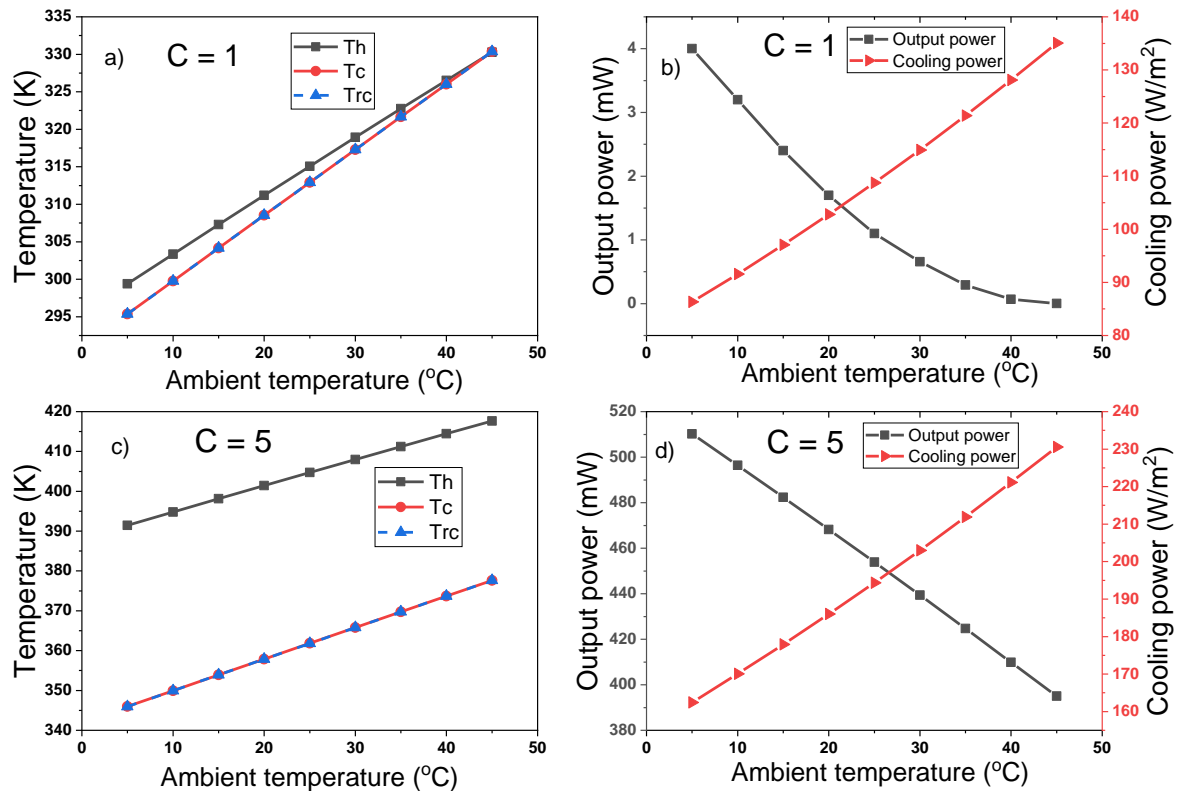 a)
C = 1
Th
Tc
Trc
335
330
325
320
315
310
305
300
295
Temperature (K)
0 10 20 30 40 50
Ambient temperature (°C)
b)
C = 1
Output power
Cooling power
4
3
2
1
0
Output power (mW)
140
130
120
110
100
90
80
Cooling power (W/m²)
0 10 20 30 40 50
Ambient temperature (°C)
c)
C = 5
Th
Tc
Trc
420
410
400
390
380
370
360
350
340
Temperature (K)
0 10 20 30 40 50
Ambient temperature (°C)
d)
C = 5
Output power
Cooling power
520
500
480
460
440
420
400
380
Output power (mW)
240
230
220
210
200
190
180
170
160
Cooling power (W/m²)
0 10 20 30 40 50
Ambient temperature (°C)